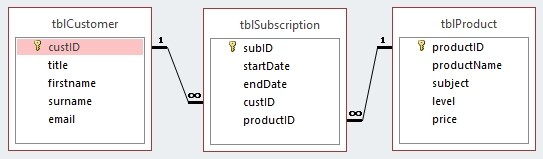 tblCustomer
custID
title
firstname
surname
email
1
∞
tblSubscription
subID
startDate
endDate
custID
productID
1
∞
tblProduct
productID
productName
subject
level
price